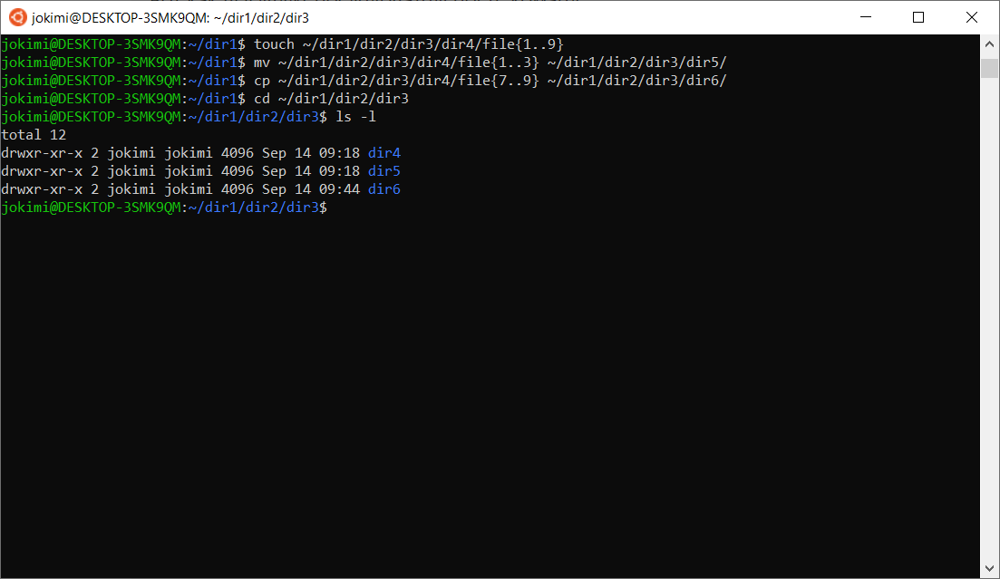 jokimi@DESKTOP-3SMK9QM: ~/dir1/dir2/dir3
jokimi@DESKTOP-3SMK9QM:~/dir1$ touch ~/dir1/dir2/dir3/dir4/file{1..9}
jokimi@DESKTOP-3SMK9QM:~/dir1$ mv ~/dir1/dir2/dir3/dir4/file{1..3} ~/dir1/dir2/dir3/dir5/
jokimi@DESKTOP-3SMK9QM:~/dir1$ cp ~/dir1/dir2/dir3/dir4/file{7..9} ~/dir1/dir2/dir3/dir6/
jokimi@DESKTOP-3SMK9QM:~/dir1$ cd ~/dir1/dir2/dir3
jokimi@DESKTOP-3SMK9QM:~/dir1/dir2/dir3$ ls -l
total 12
drwxr-xr-x 2 jokimi jokimi 4096 Sep 14 09:18 dir4
drwxr-xr-x 2 jokimi jokimi 4096 Sep 14 09:18 dir5
drwxr-xr-x 2 jokimi jokimi 4096 Sep 14 09:44 dir6
jokimi@DESKTOP-3SMK9QM:~/dir1/dir2/dir3$